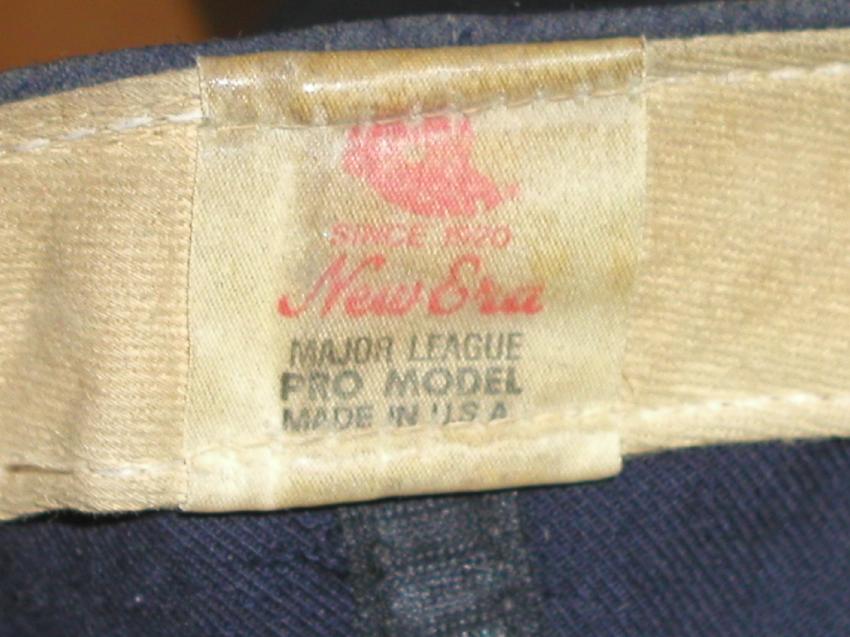 SINCE 1920
New Era
MAJOR LEAGUE
PRO MODEL
MADE IN U.S.A.